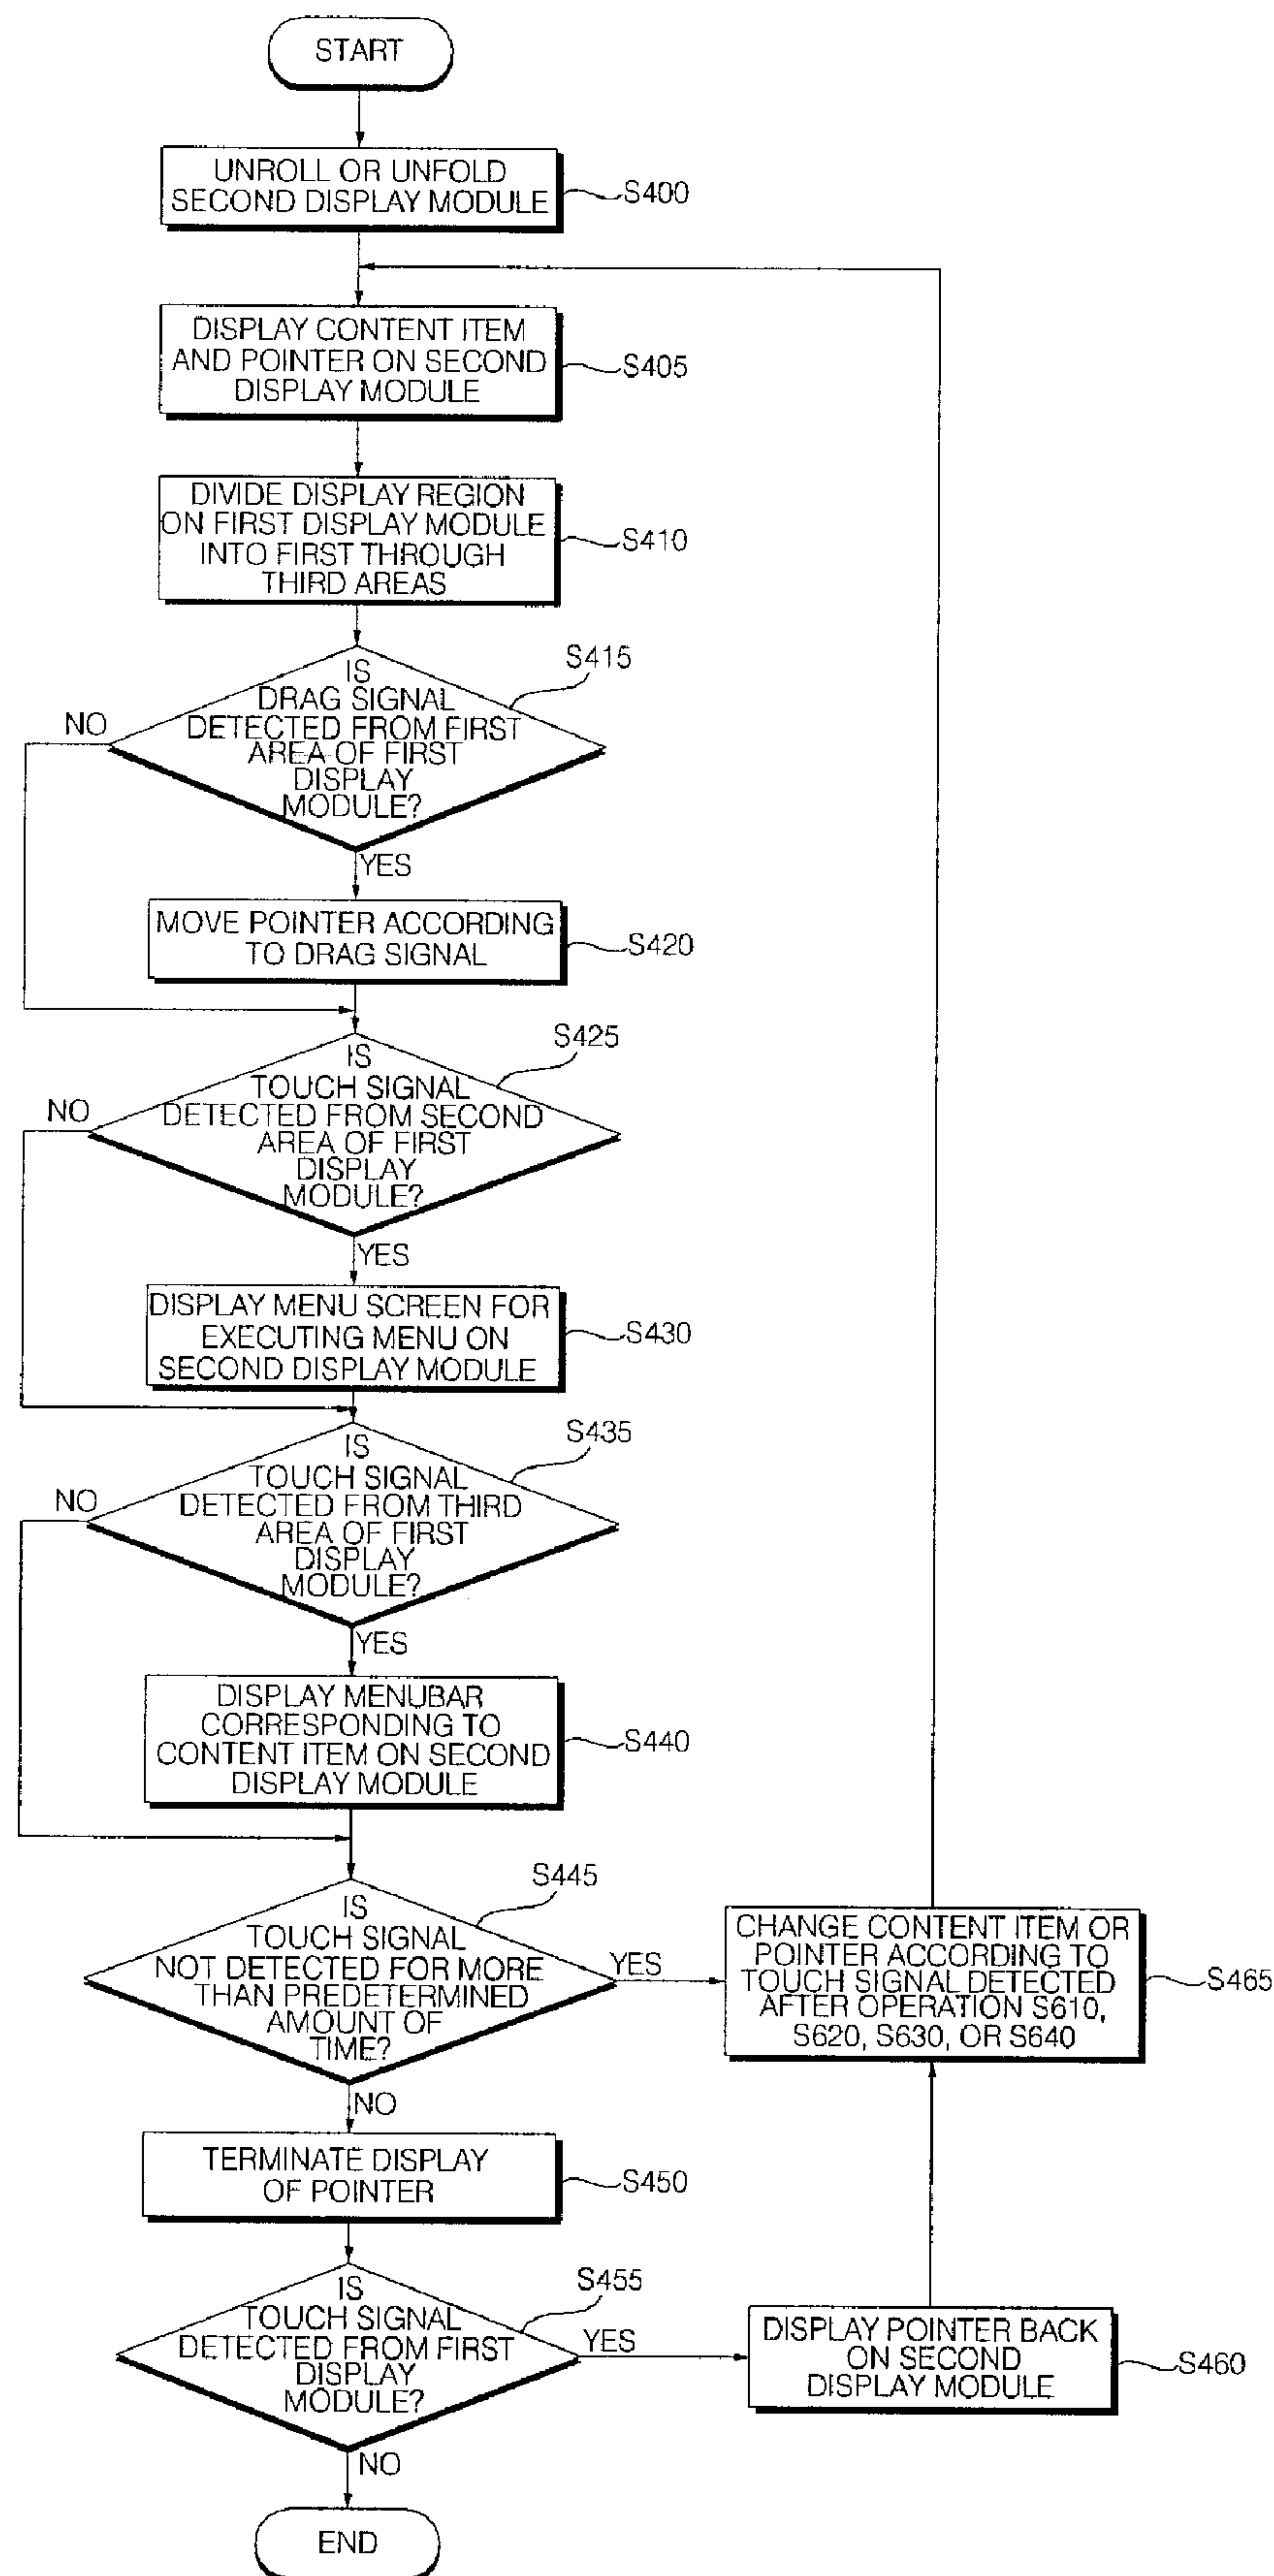 START
UNROLL OR UNFOLD
SECOND DISPLAY MODULE
S400
DISPLAY CONTENT ITEM
AND POINTER ON SECOND
DISPLAY MODULE
S405
DIVIDE DISPLAY REGION
ON FIRST DISPLAY MODULE
INTO FIRST THROUGH
THIRD AREAS
S410
S415
IS
DRAG SIGNAL
DETECTED FROM FIRST
AREA OF FIRST
DISPLAY
MODULE?
NO
YES
MOVE POINTER ACCORDING
TO DRAG SIGNAL
S420
S425
IS
TOUCH SIGNAL
DETECTED FROM SECOND
AREA OF FIRST
DISPLAY
MODULE?
NO
YES
DISPLAY MENU SCREEN FOR
EXECUTING MENU ON
SECOND DISPLAY MODULE
S430
S435
IS
TOUCH SIGNAL
DETECTED FROM THIRD
AREA OF FIRST
DISPLAY
MODULE?
NO
YES
DISPLAY MENUBAR
CORRESPONDING TO
CONTENT ITEM ON SECOND
DISPLAY MODULE
S440
S445
IS
TOUCH SIGNAL
NOT DETECTED FOR MORE
THAN PREDETERMINED
AMOUNT OF
TIME?
YES
NO
CHANGE CONTENT ITEM OR
POINTER ACCORDING TO
TOUCH SIGNAL DETECTED
AFTER OPERATION S610,
S620, S630, OR S640
S465
TERMINATE DISPLAY
OF POINTER
S450
S455
IS
TOUCH SIGNAL
DETECTED FROM FIRST
DISPLAY
MODULE?
YES
NO
DISPLAY POINTER BACK
ON SECOND
DISPLAY MODULE
S460
END